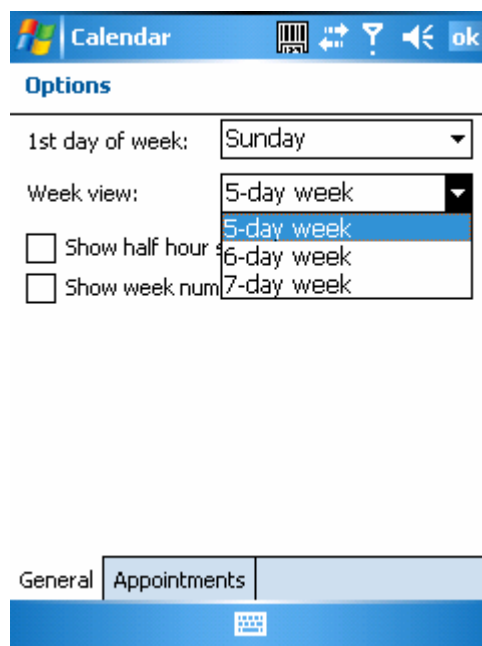 Calendar
ok
Options
1st day of week: Sunday
Week view: 5-day week
5-day week
Show half hour
6-day week
Show week num
7-day week
General Appointments